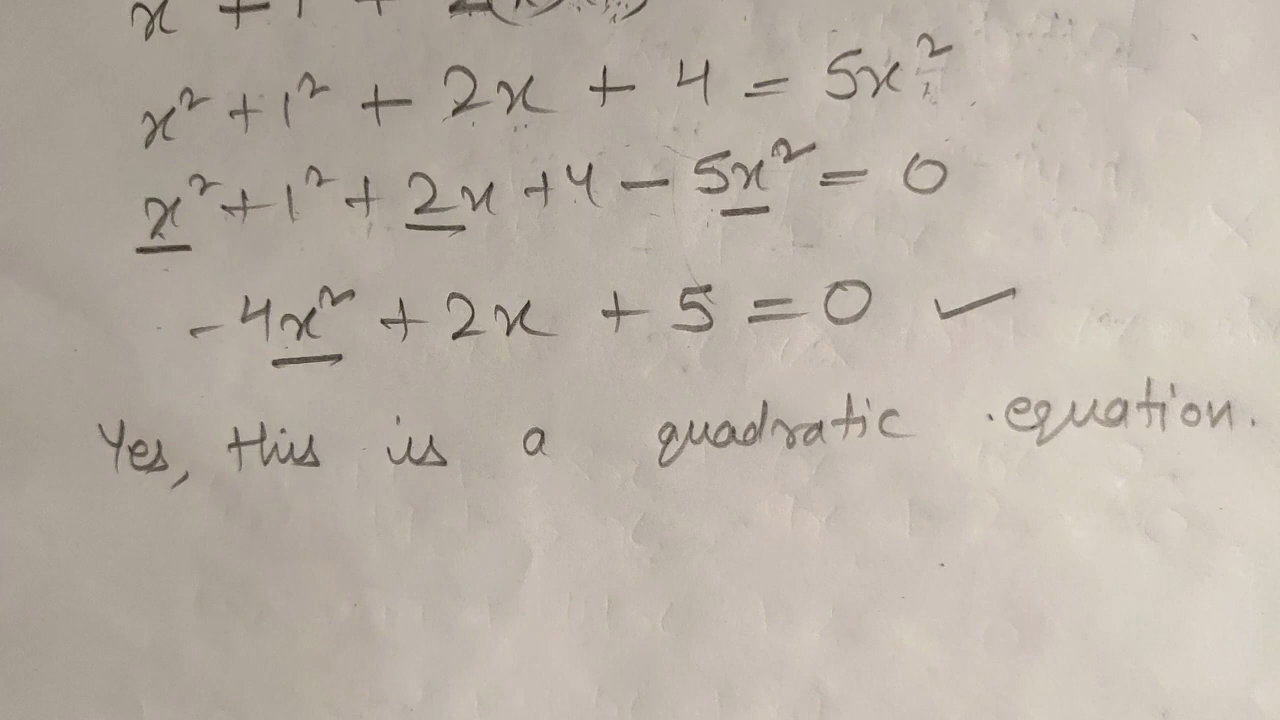 x² + 1² + 2x + 4 = 5x²
x² + 1² + 2x + 4 - 5x² = 0
-4x² + 2x + 5 = 0 ✓
Yes, this is a quadratic equation.